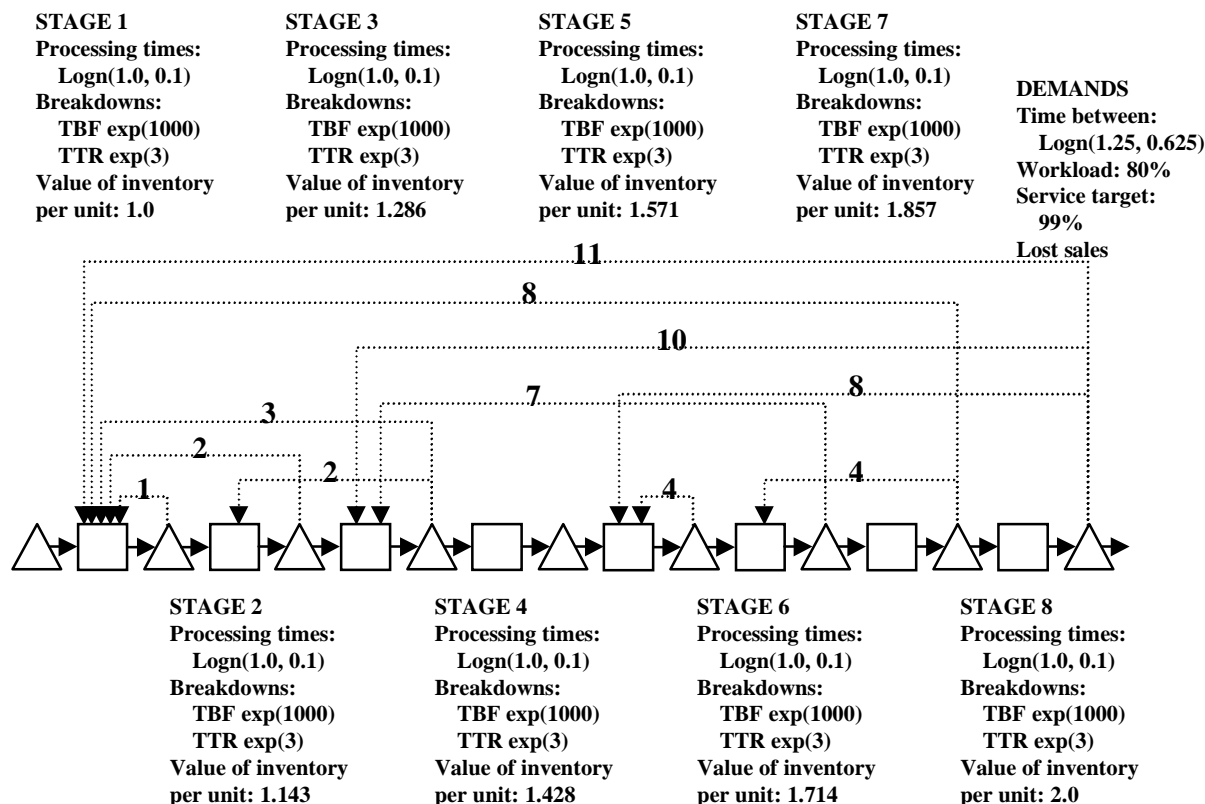 STAGE 1
Processing times:
Logn(1.0, 0.1)
Breakdowns:
TBF exp(1000)
TTR exp(3)
Value of inventory
per unit: 1.0
STAGE 3
Processing times:
Logn(1.0, 0.1)
Breakdowns:
TBF exp(1000)
TTR exp(3)
Value of inventory
per unit: 1.286
STAGE 5
Processing times:
Logn(1.0, 0.1)
Breakdowns:
TBF exp(1000)
TTR exp(3)
Value of inventory
per unit: 1.571
STAGE 7
Processing times:
Logn(1.0, 0.1)
Breakdowns:
TBF exp(1000)
TTR exp(3)
Value of inventory
per unit: 1.857
DEMANDS
Time between:
Logn(1.25, 0.625)
Workload: 80%
Service target:
99%
Lost sales
11
8
10
7
8
3
2
2
1
4
4
STAGE 2
Processing times:
Logn(1.0, 0.1)
Breakdowns:
TBF exp(1000)
TTR exp(3)
Value of inventory
per unit: 1.143
STAGE 4
Processing times:
Logn(1.0, 0.1)
Breakdowns:
TBF exp(1000)
TTR exp(3)
Value of inventory
per unit: 1.428
STAGE 6
Processing times:
Logn(1.0, 0.1)
Breakdowns:
TBF exp(1000)
TTR exp(3)
Value of inventory
per unit: 1.714
STAGE 8
Processing times:
Logn(1.0, 0.1)
Breakdowns:
TBF exp(1000)
TTR exp(3)
Value of inventory
per unit: 2.0